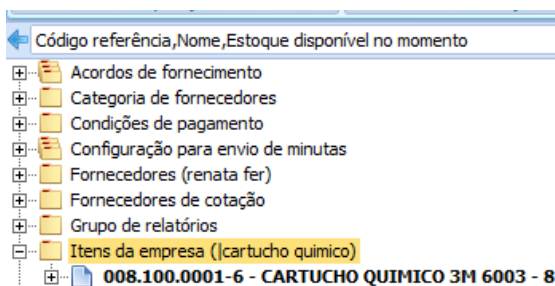 Código referência,Nome,Estoque disponível no momento
Acordos de fornecimento
Categoria de fornecedores
Condições de pagamento
Configuração para envio de minutas
Fornecedores (renata fer)
Fornecedores de cotação
Grupo de relatórios
Itens da empresa (|cartucho quimico)
008.100.0001-6 - CARTUCHO QUIMICO 3M 6003 - 8